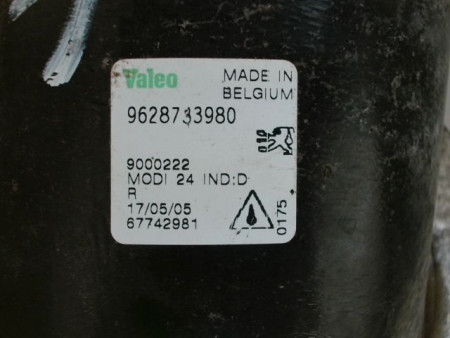 Valeo
MADE IN
BELGIUM
9628733980
9000222
MODI 24 IND:D
R
17/05/05
67742981
0175